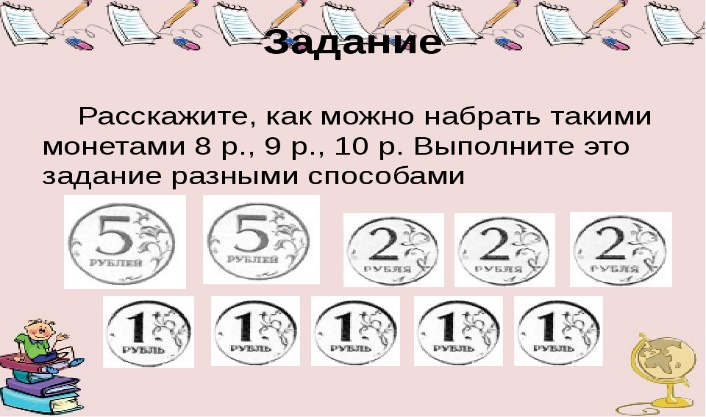 Задание
Расскажите, как можно набрать такими
монетами 8 р., 9 р., 10 р. Выполните это
задание разными способами
5 РУБЛЕЙ 5 РУБЛЕЙ 2 РУБЛЯ 2 РУБЛЯ 2 РУБЛЯ
1 РУБЛЬ 1 РУБЛЬ 1 РУБЛЬ 1 РУБЛЬ 1 РУБЛЬ